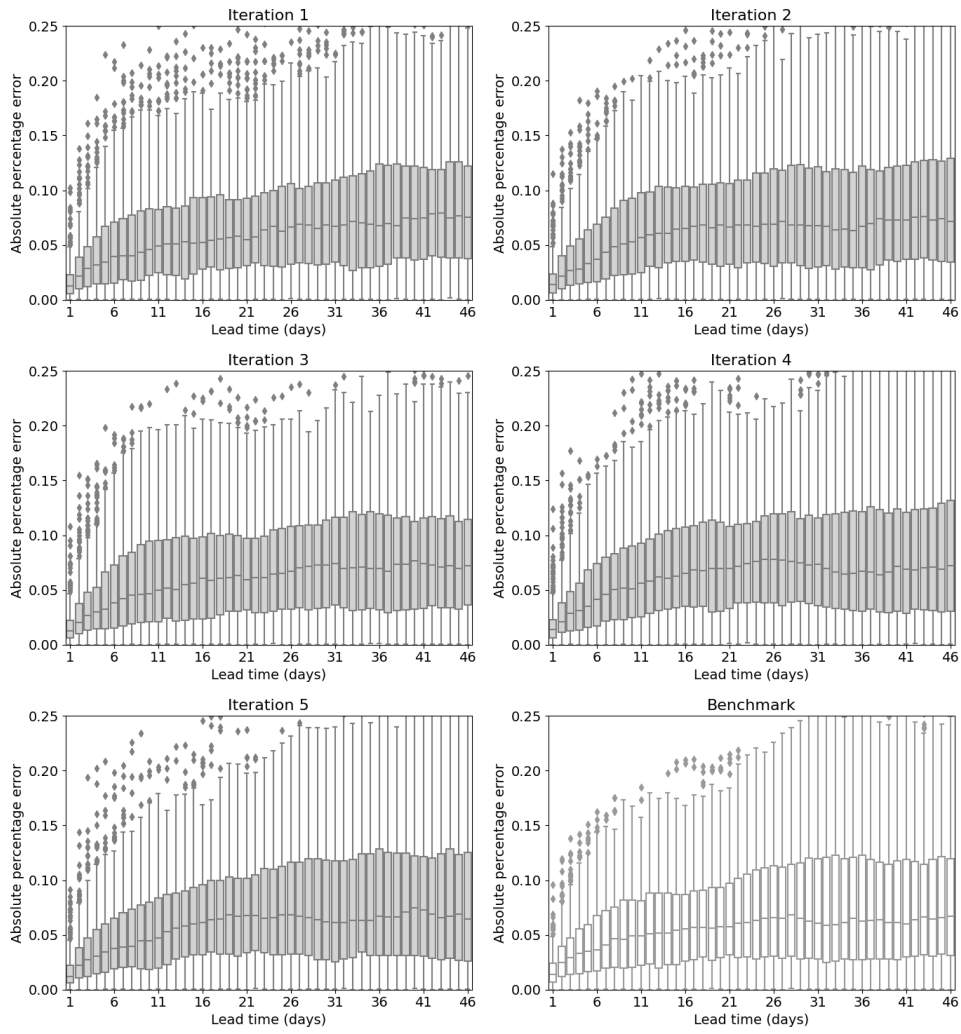 Iteration 1
Absolute percentage error
0.25
0.20
0.15
0.10
0.05
0.00
1 6 11 16 21 26 31 36 41 46
Lead time (days)
Iteration 2
Absolute percentage error
0.25
0.20
0.15
0.10
0.05
0.00
1 6 11 16 21 26 31 36 41 46
Lead time (days)
Iteration 3
Absolute percentage error
0.25
0.20
0.15
0.10
0.05
0.00
1 6 11 16 21 26 31 36 41 46
Lead time (days)
Iteration 4
Absolute percentage error
0.25
0.20
0.15
0.10
0.05
0.00
1 6 11 16 21 26 31 36 41 46
Lead time (days)
Iteration 5
Absolute percentage error
0.25
0.20
0.15
0.10
0.05
0.00
1 6 11 16 21 26 31 36 41 46
Lead time (days)
Benchmark
Absolute percentage error
0.25
0.20
0.15
0.10
0.05
0.00
1 6 11 16 21 26 31 36 41 46
Lead time (days)